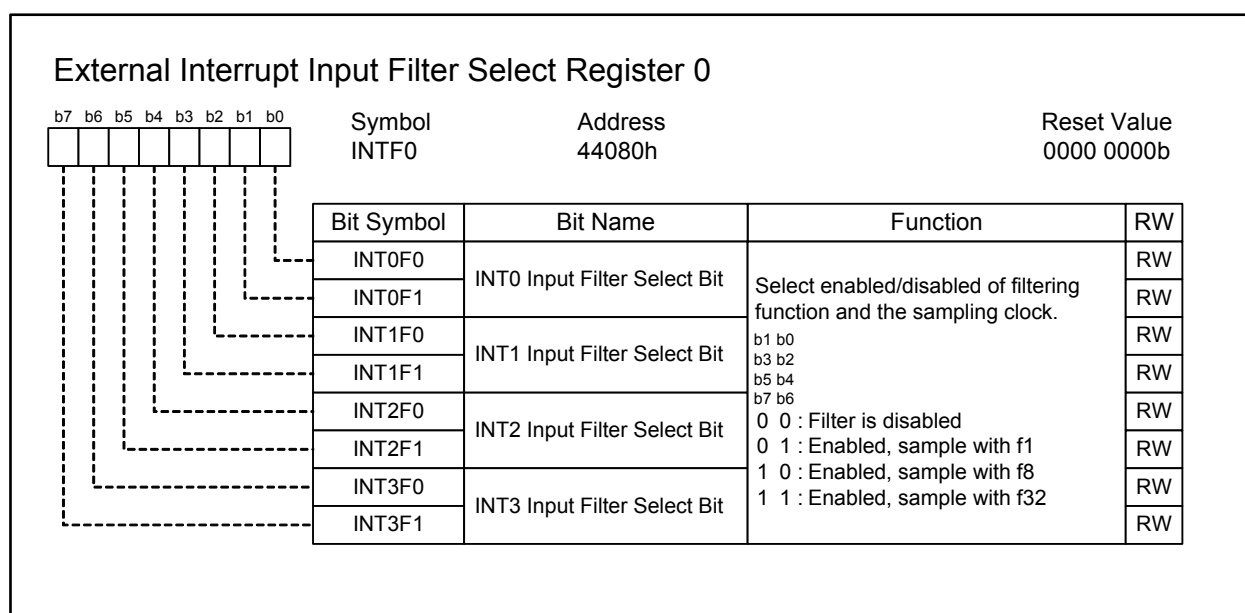 External Interrupt Input Filter Select Register 0
b7 b6 b5 b4 b3 b2 b1 b0
Symbol Address Reset Value
INTF0 44080h 0000 0000b
Bit Symbol Bit Name Function RW
INT0F0 INT0 Input Filter Select Bit RW
INT0F1 RW
INT1F0 INT1 Input Filter Select Bit RW
INT1F1 RW
INT2F0 INT2 Input Filter Select Bit RW
INT2F1 RW
INT3F0 INT3 Input Filter Select Bit RW
INT3F1 RW
Select enabled/disabled of filtering
function and the sampling clock.
b1 b0
b3 b2
b5 b4
b7 b6
0 0 : Filter is disabled
0 1 : Enabled, sample with f1
1 0 : Enabled, sample with f8
1 1 : Enabled, sample with f32